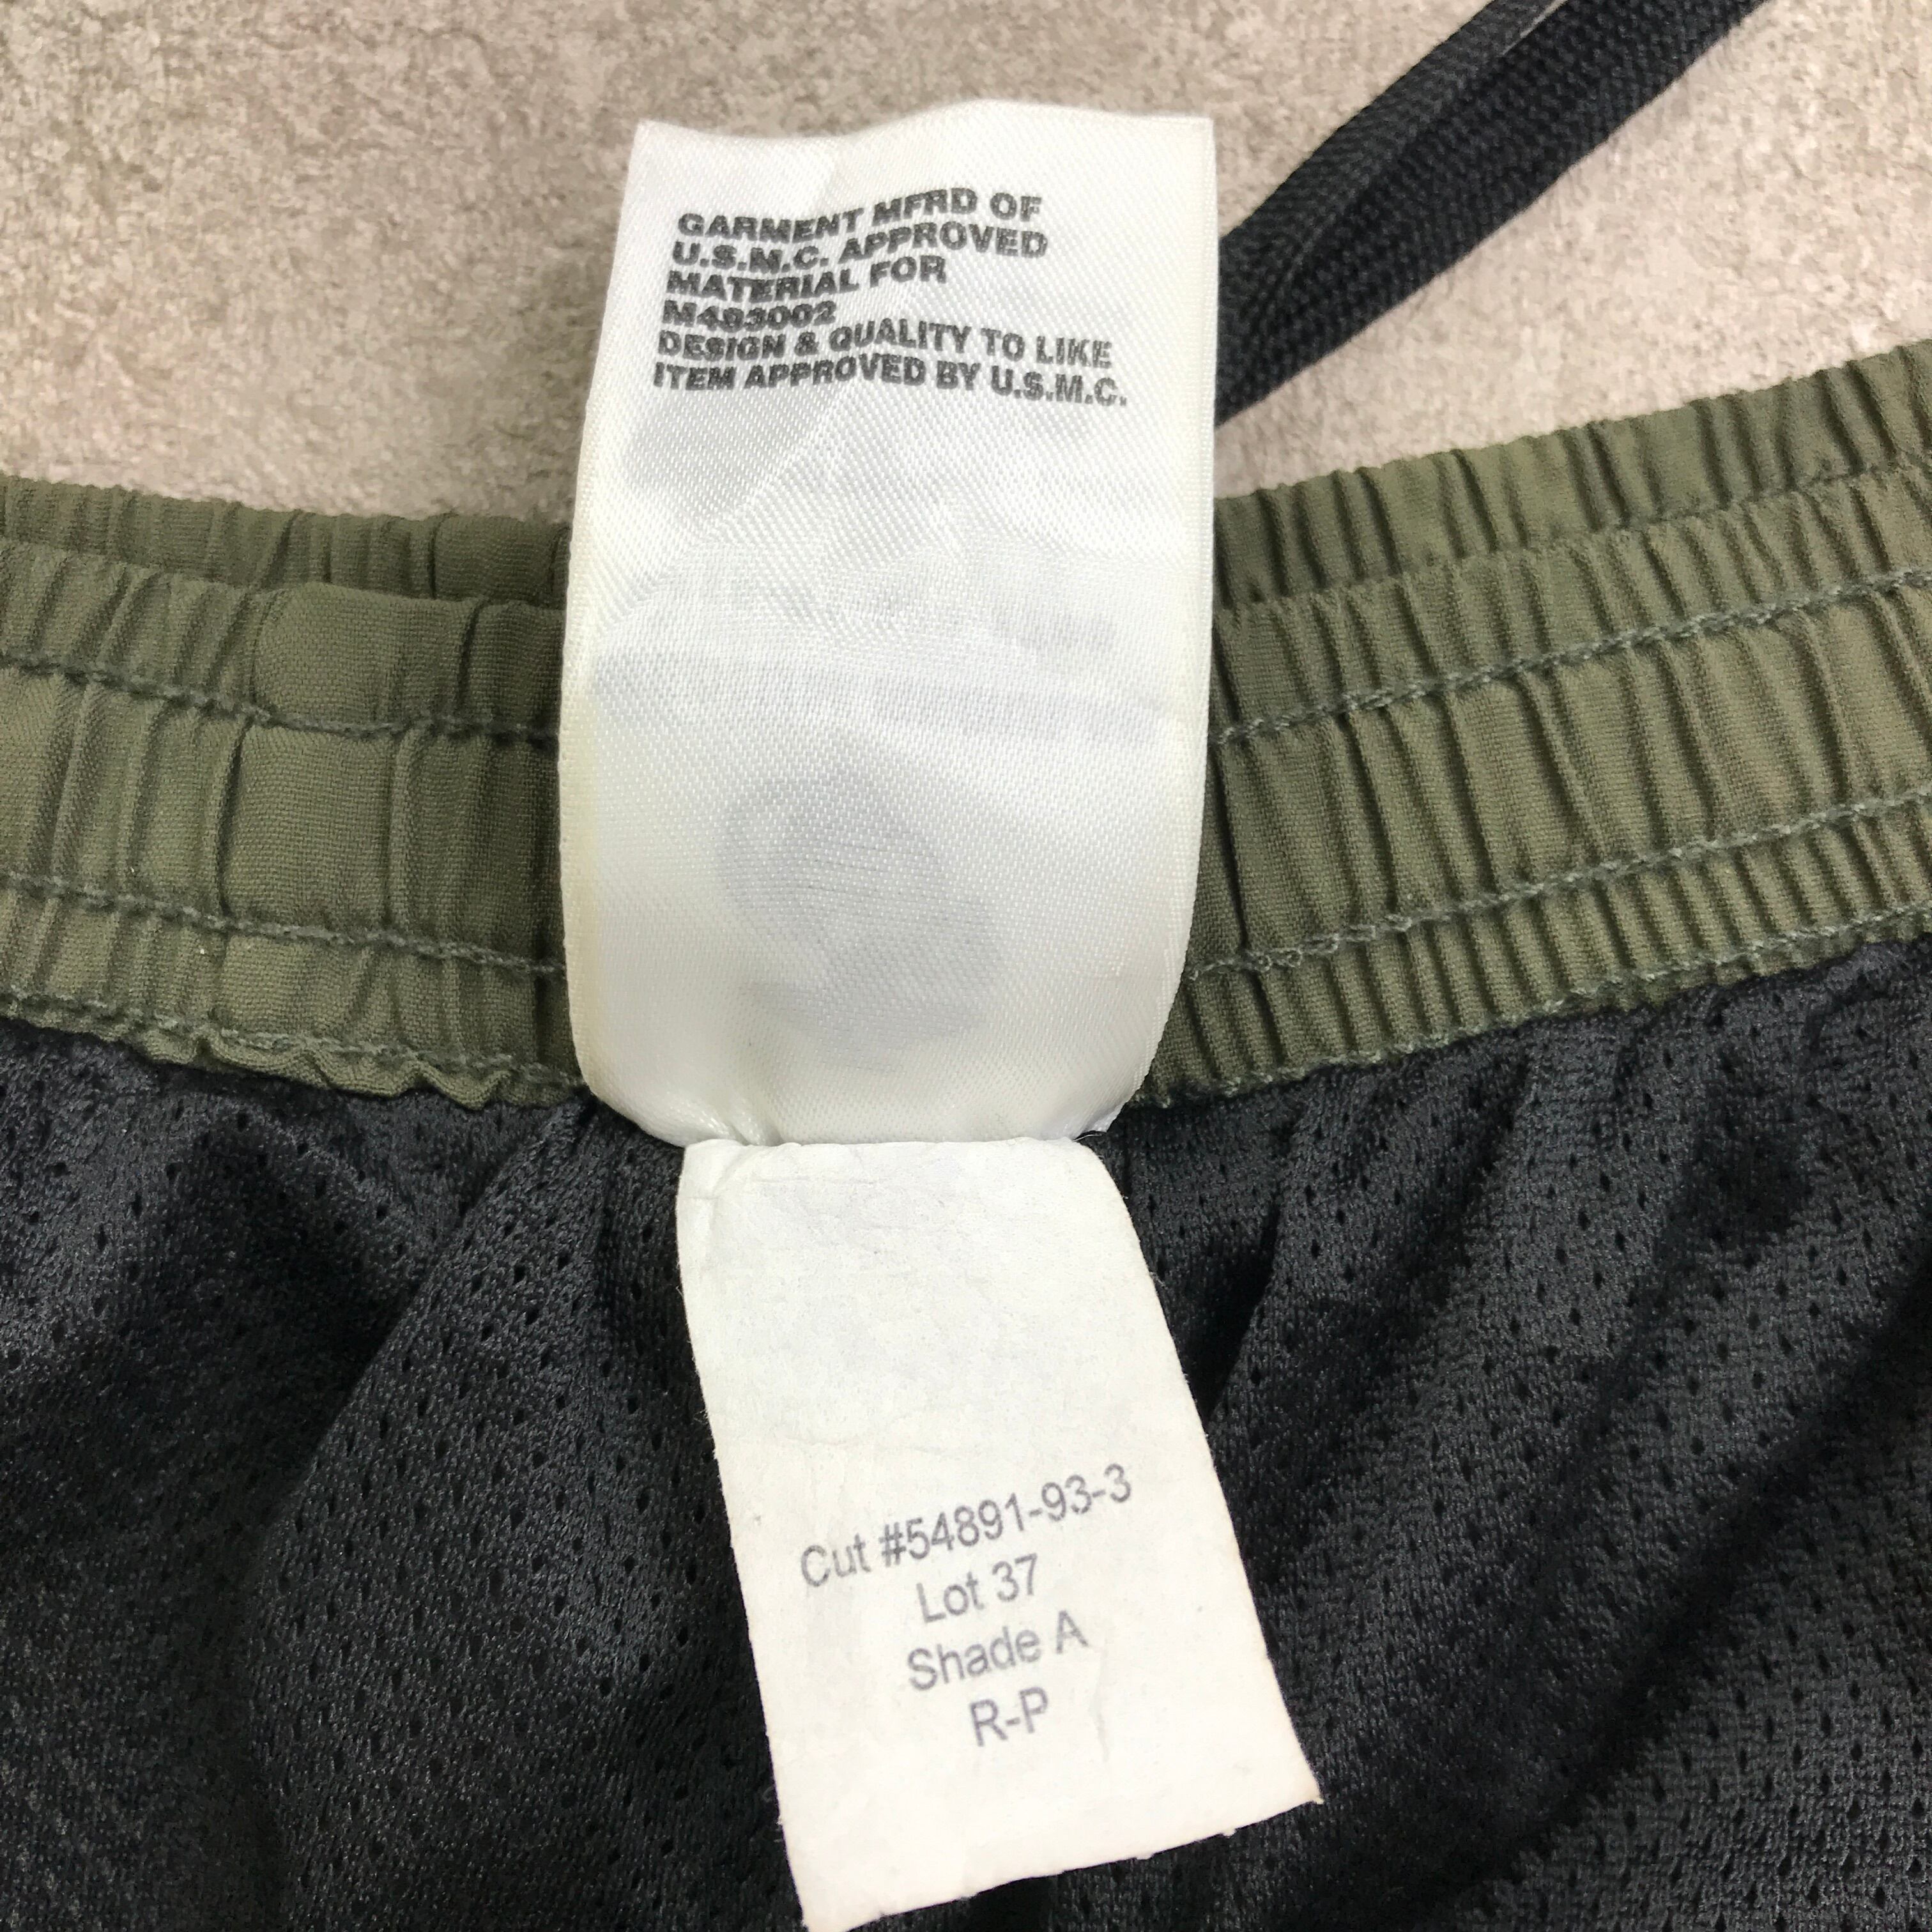 GARMENT MFRD OF
U.S.M.C. APPROVED
MATERIAL FOR
M483002
DESIGN & QUALITY TO LIKE
ITEM APPROVED BY U.S.M.C.
Cut #54891-93-3
Lot 37
Shade A
R-P